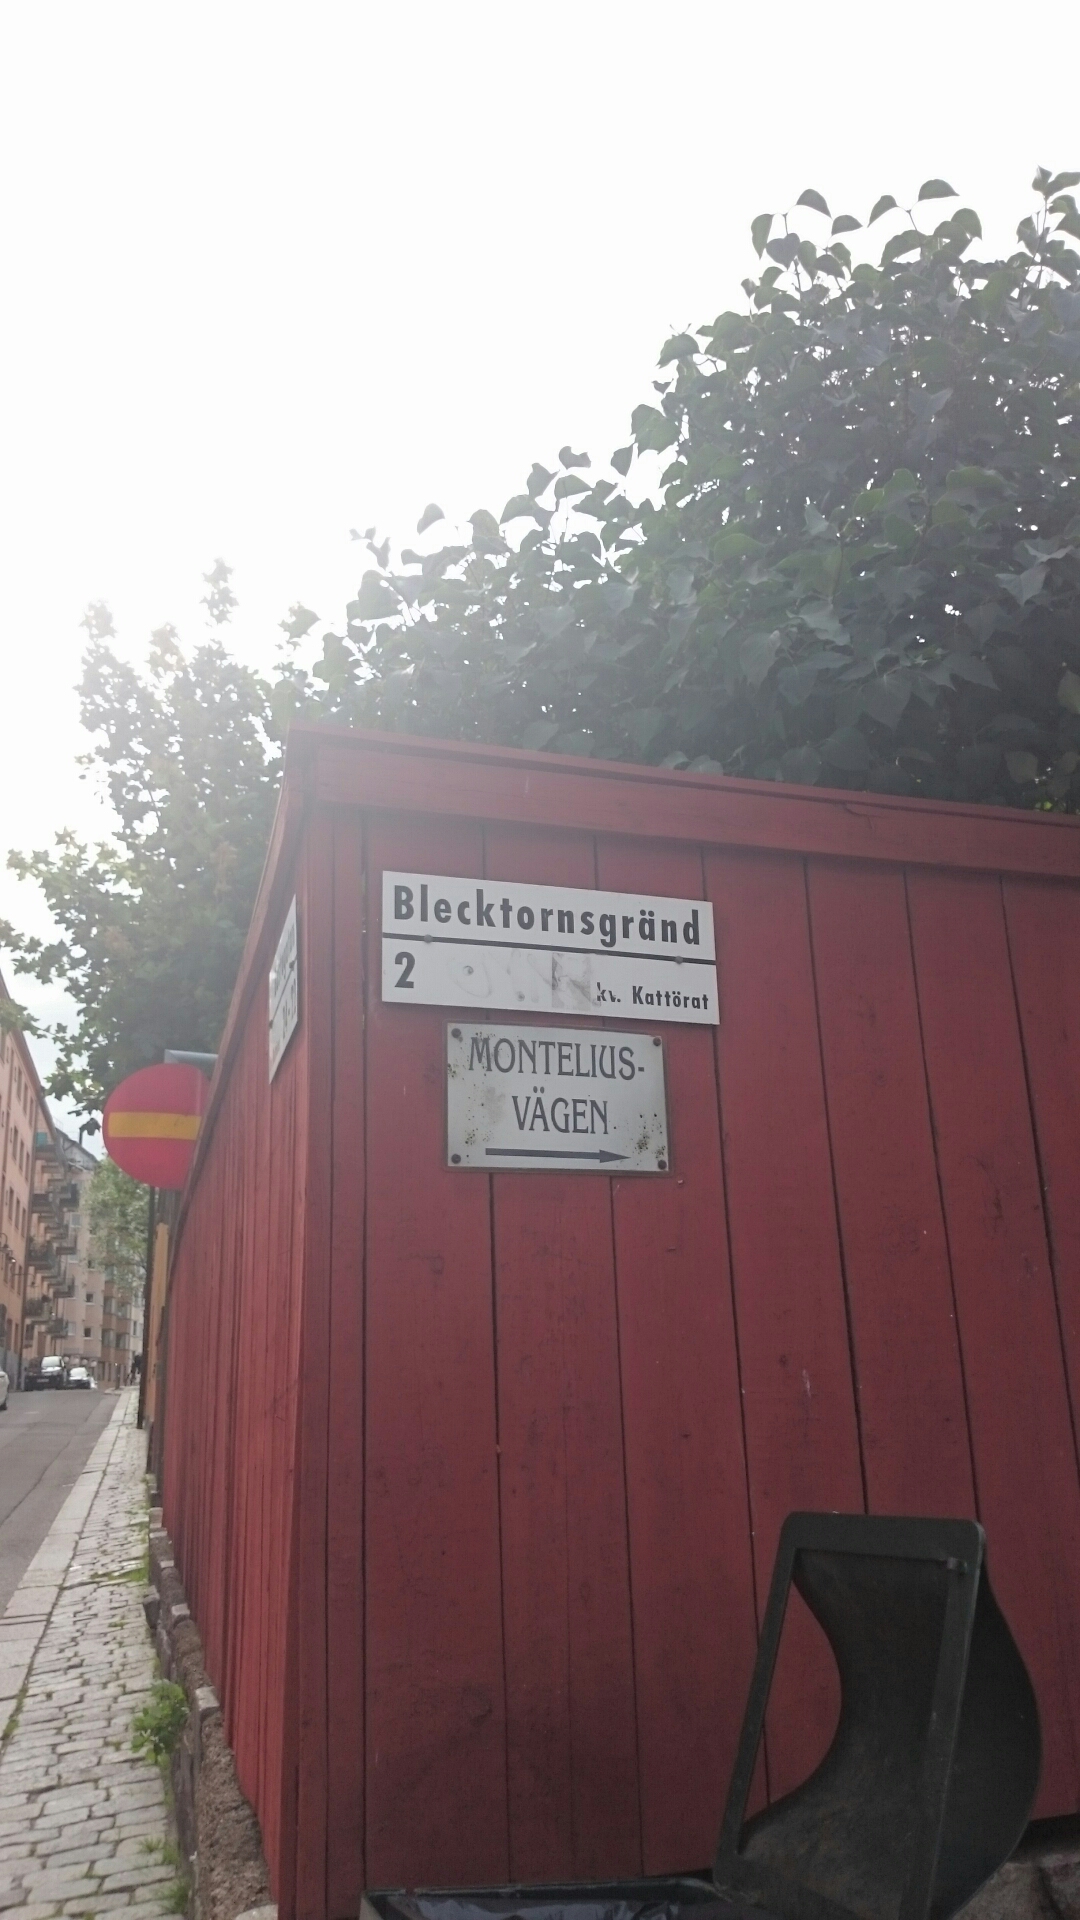 Blecktornsgränd
2 kv. Kattörat
MONTELIUS-
VÄGEN